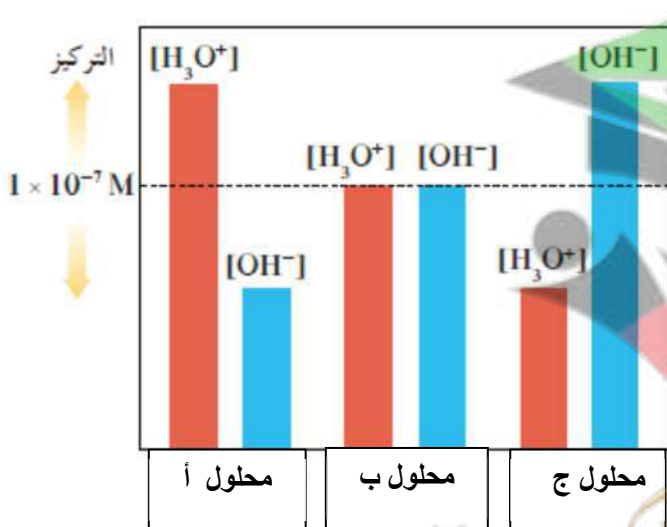 التركيز
[H₃O⁺]
[OH⁻]
[H₃O⁺] [OH⁻]
1 × 10⁻⁷ M
[OH⁻]
[H₃O⁺]
محلول أ
محلول ب
محلول ج